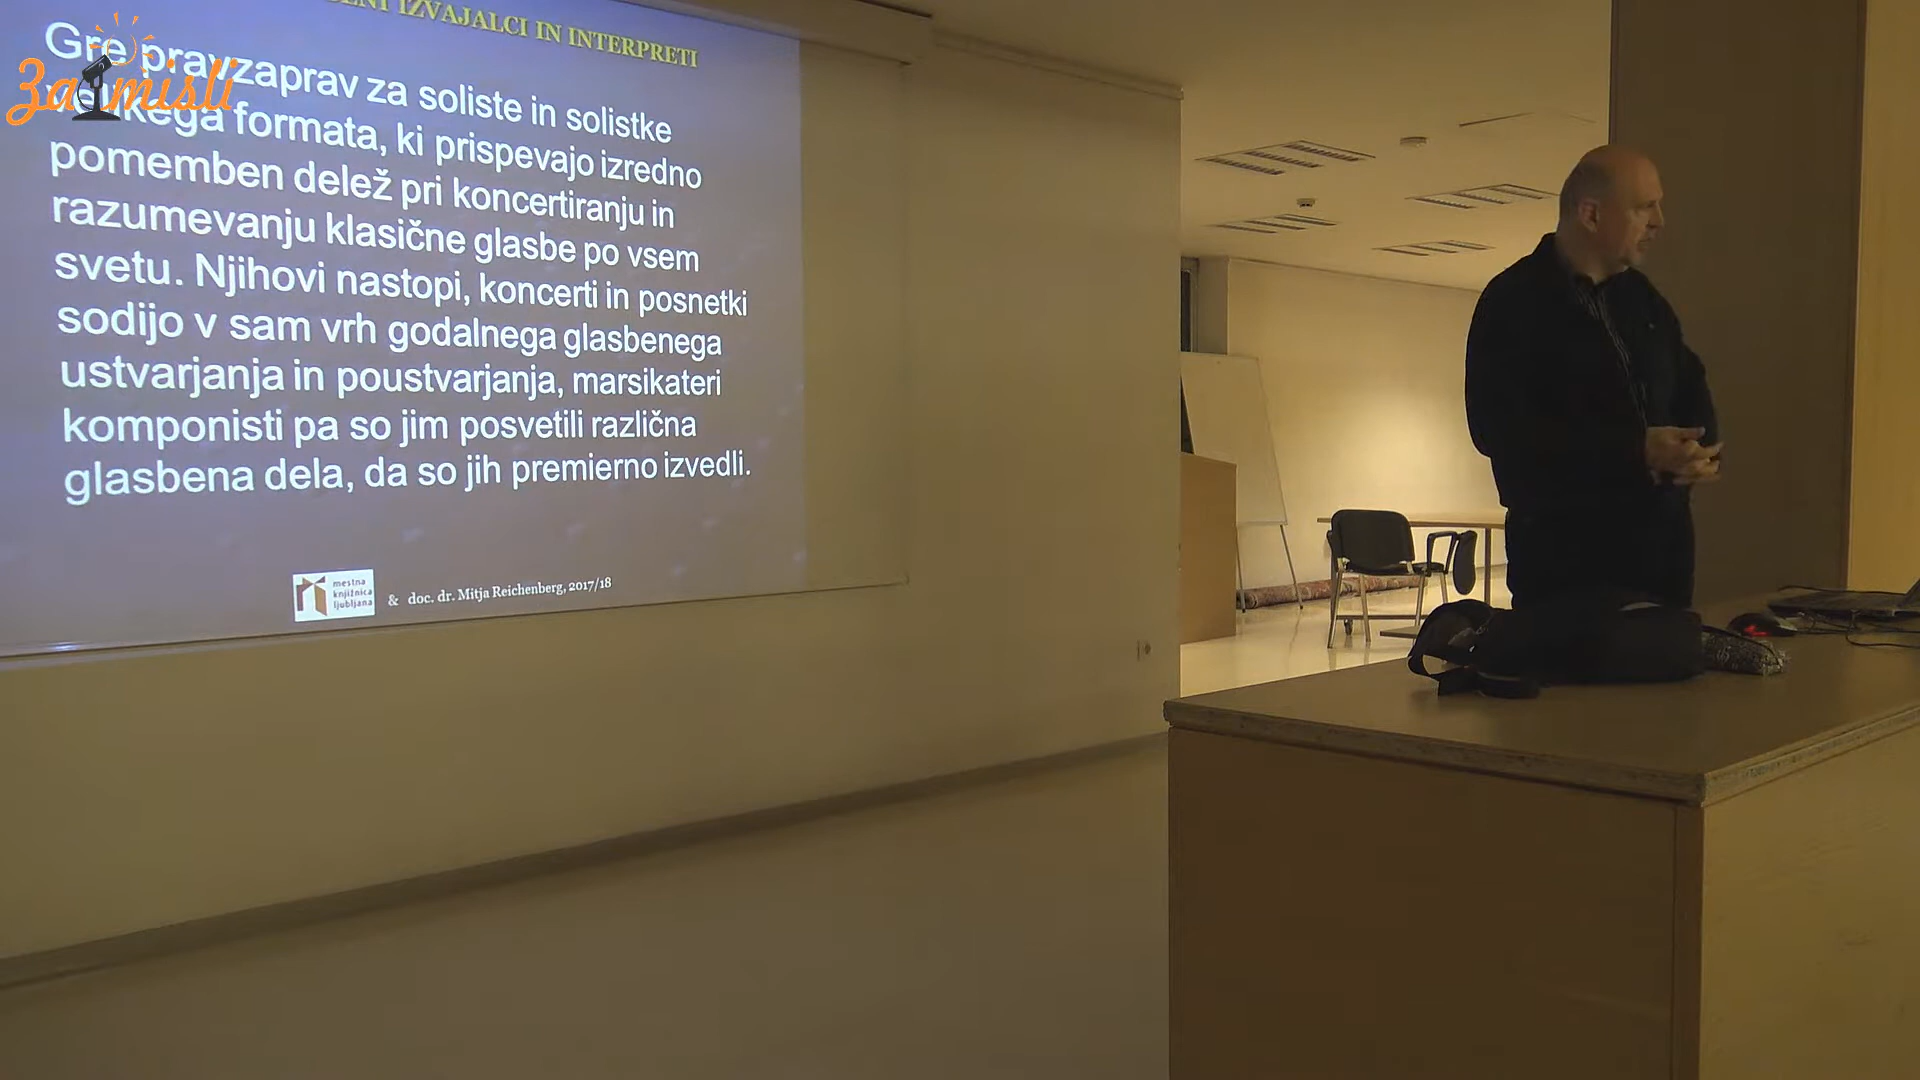 IZVAJALCI IN INTERPRETI
Gre pravzaprav za soliste in solistke
velikega formata, ki prispevajo izredno
pomemben delež pri koncertiranju in
razumevanju klasične glasbe po vsem
svetu. Njihovi nastopi, koncerti in posnetki
sodijo v sam vrh godalnega glasbenega
ustvarjanja in poustvarjanja, marsikateri
komponisti pa so jim posvetili različna
glasbena dela, da so jih premierno izvedli.
mestna
knjižnica
ljubljana
& doc. dr. Mitja Reichenberg, 2017/18
Zamisli